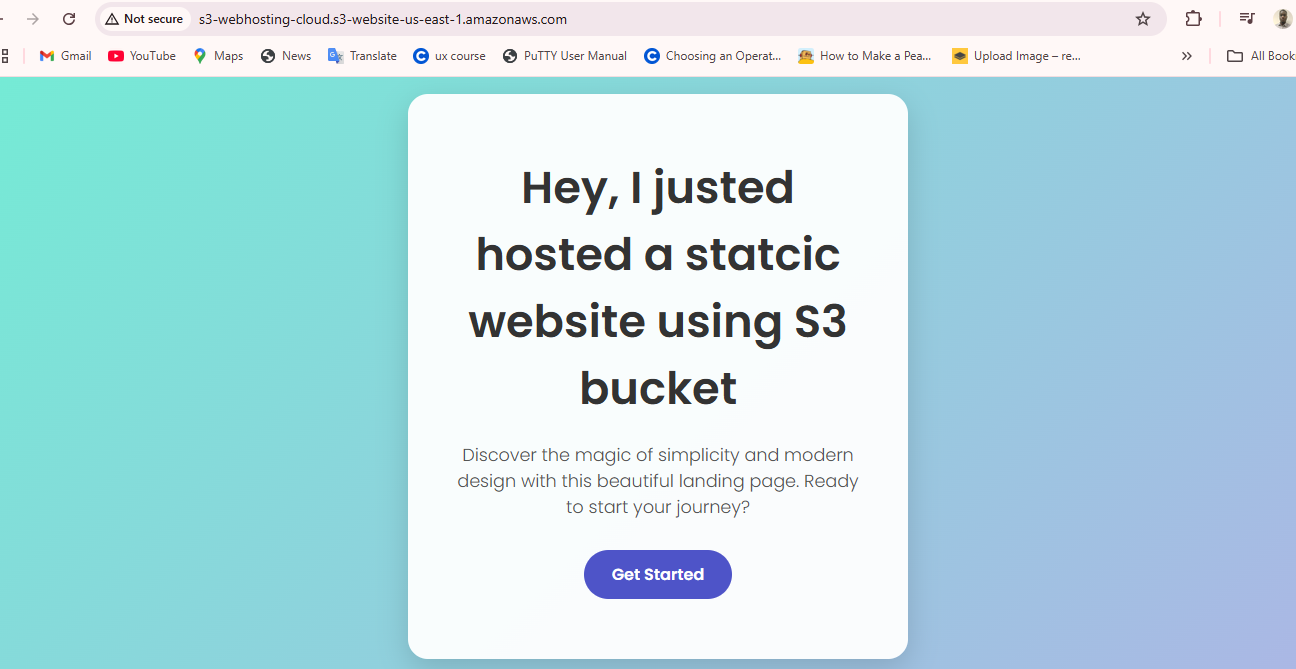 Not secure s3-webhosting-cloud.s3-website-us-east-1.amazonaws.com
Gmail YouTube Maps News Translate ux course PuTTY User Manual Choosing an Operat... How to Make a Pea... Upload Image – re... All Book
Hey, I justed
hosted a statcic
website using S3
bucket
Discover the magic of simplicity and modern
design with this beautiful landing page. Ready
to start your journey?
Get Started